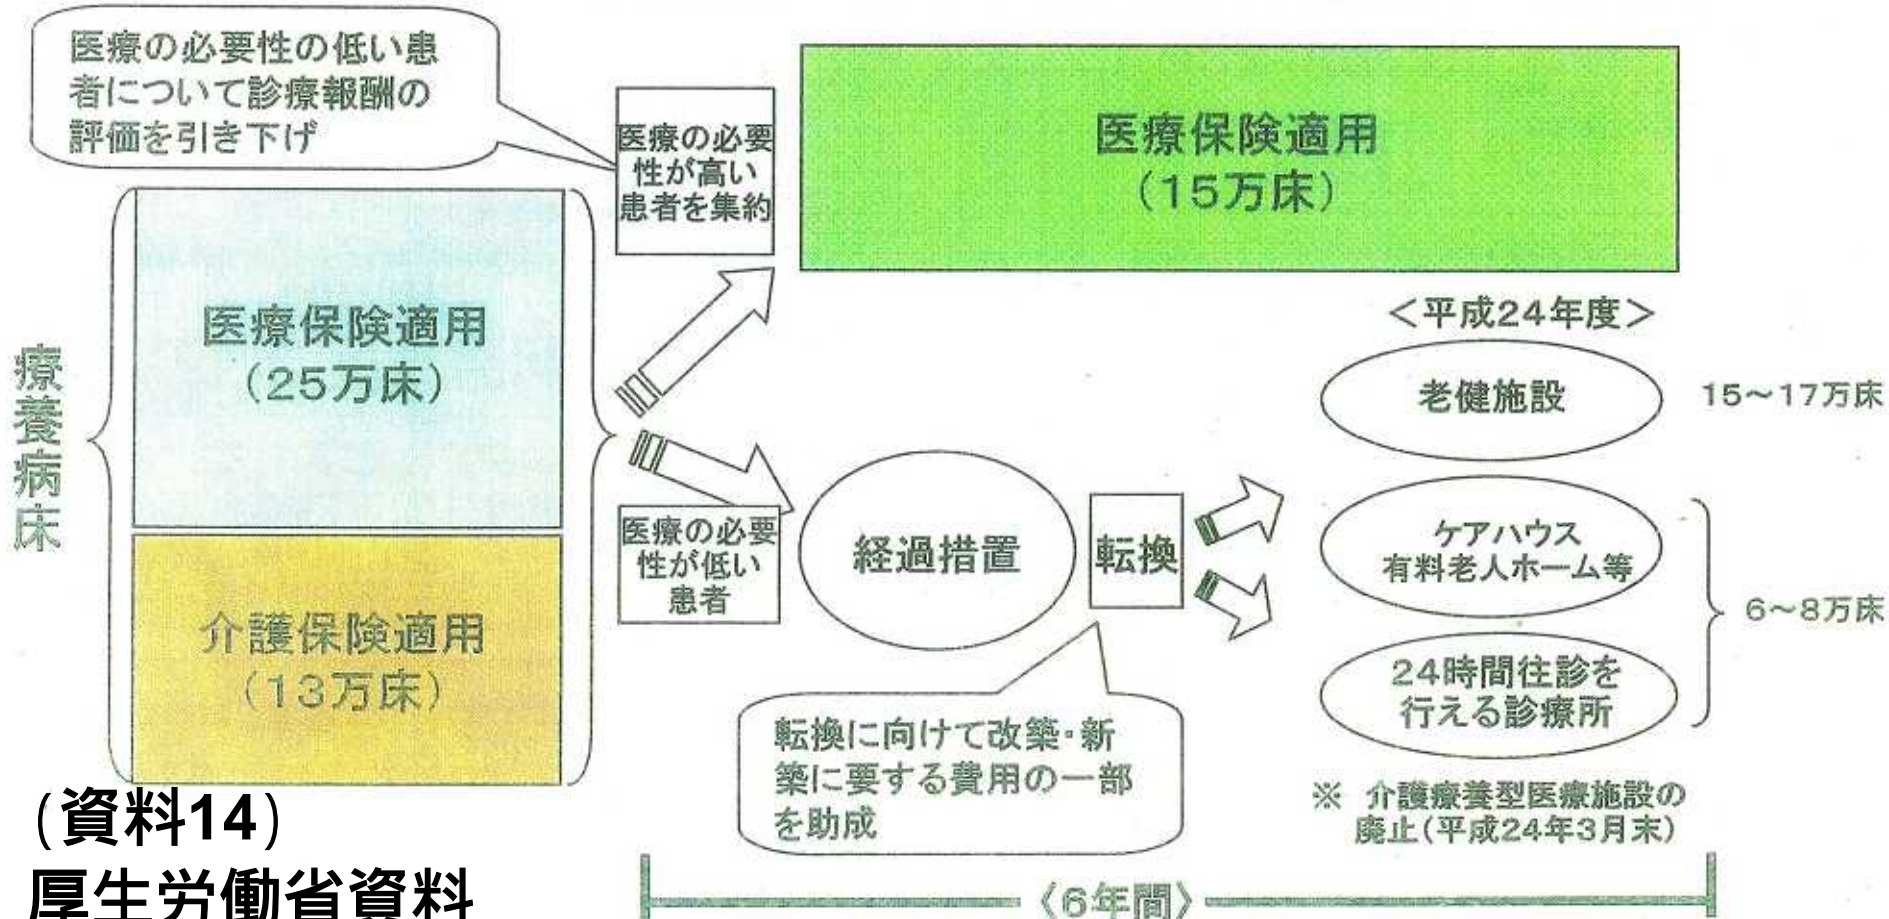 医療の必要性の低い患
者について診療報酬の
評価を引き下げ
医療の必要
性が高い
患者を集約
医療保険適用
(15万床)
療養病床
医療保険適用
(25万床)
介護保険適用
(13万床)
医療の必要
性が低い
患者
経過措置
転換
転換に向けて改築・新
築に要する費用の一部
を助成
<平成24年度>
老健施設
15~17万床
ケアハウス
有料老人ホーム等
24時間往診を
行える診療所
6~8万床
※ 介護療養型医療施設の
廃止(平成24年3月末)
(資料14)
厚生労働省資料
〈6年間〉